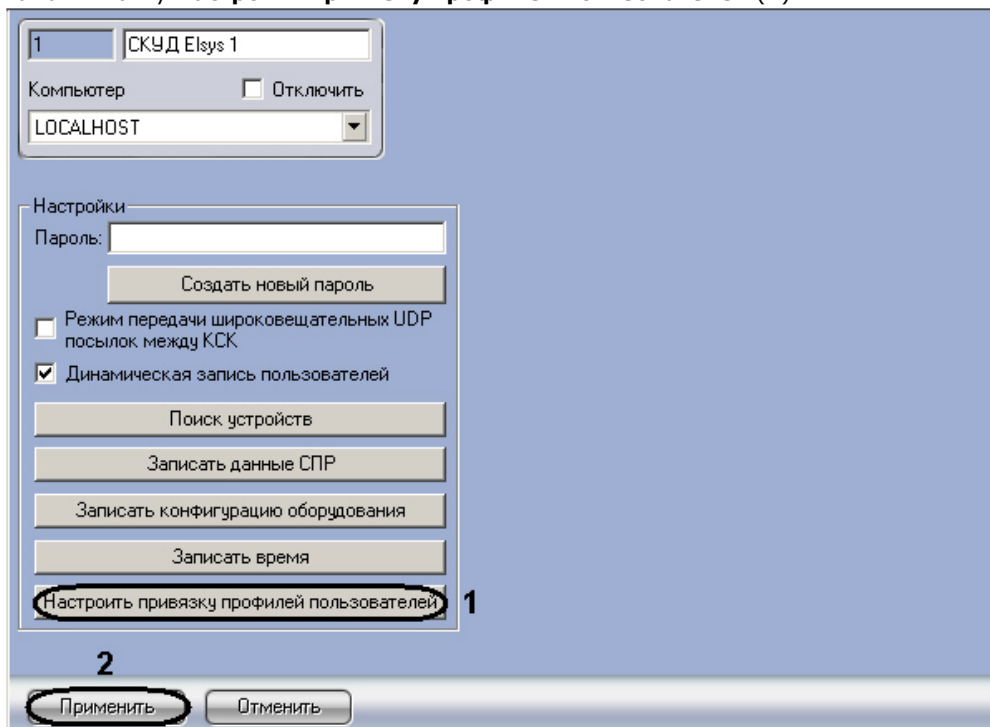 1 СКУД Elsys 1
Компьютер Отключить
LOCALHOST
Настройки
Пароль:
Создать новый пароль
Режим передачи широковещательных UDP
посылок между КСК
Динамическая запись пользователей
Поиск устройств
Записать данные СПР
Записать конфигурацию оборудования
Записать время
Настроить привязку профилей пользователей 1
2
Применить Отменить